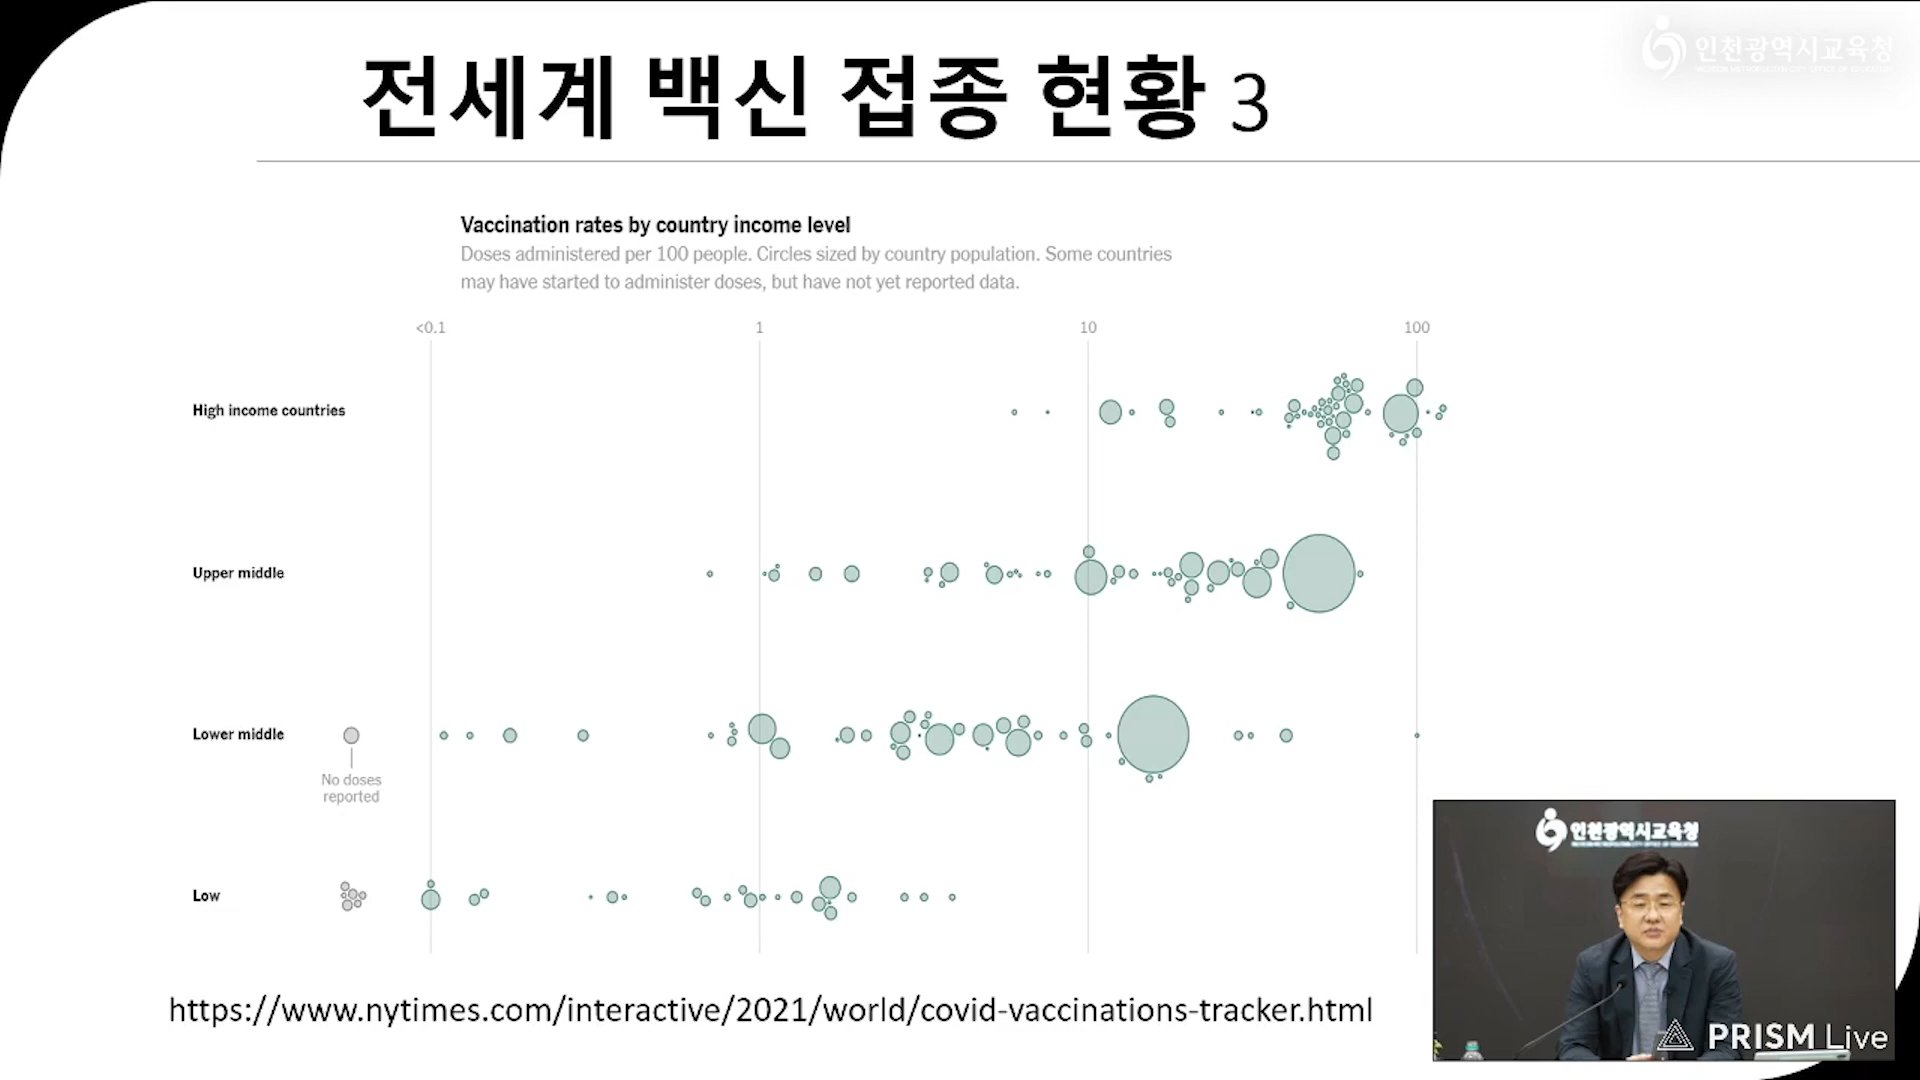 인천광역시교육청
전세계 백신 접종 현황 3
Vaccination rates by country income level
Doses administered per 100 people. Circles sized by country population. Some countries
may have started to administer doses, but have not yet reported data.
<0.1 1 10 100
High income countries
Upper middle
Lower middle
No doses
reported
Low
https://www.nytimes.com/interactive/2021/world/covid-vaccinations-tracker.html
인천광역시교육청
PRISM Live